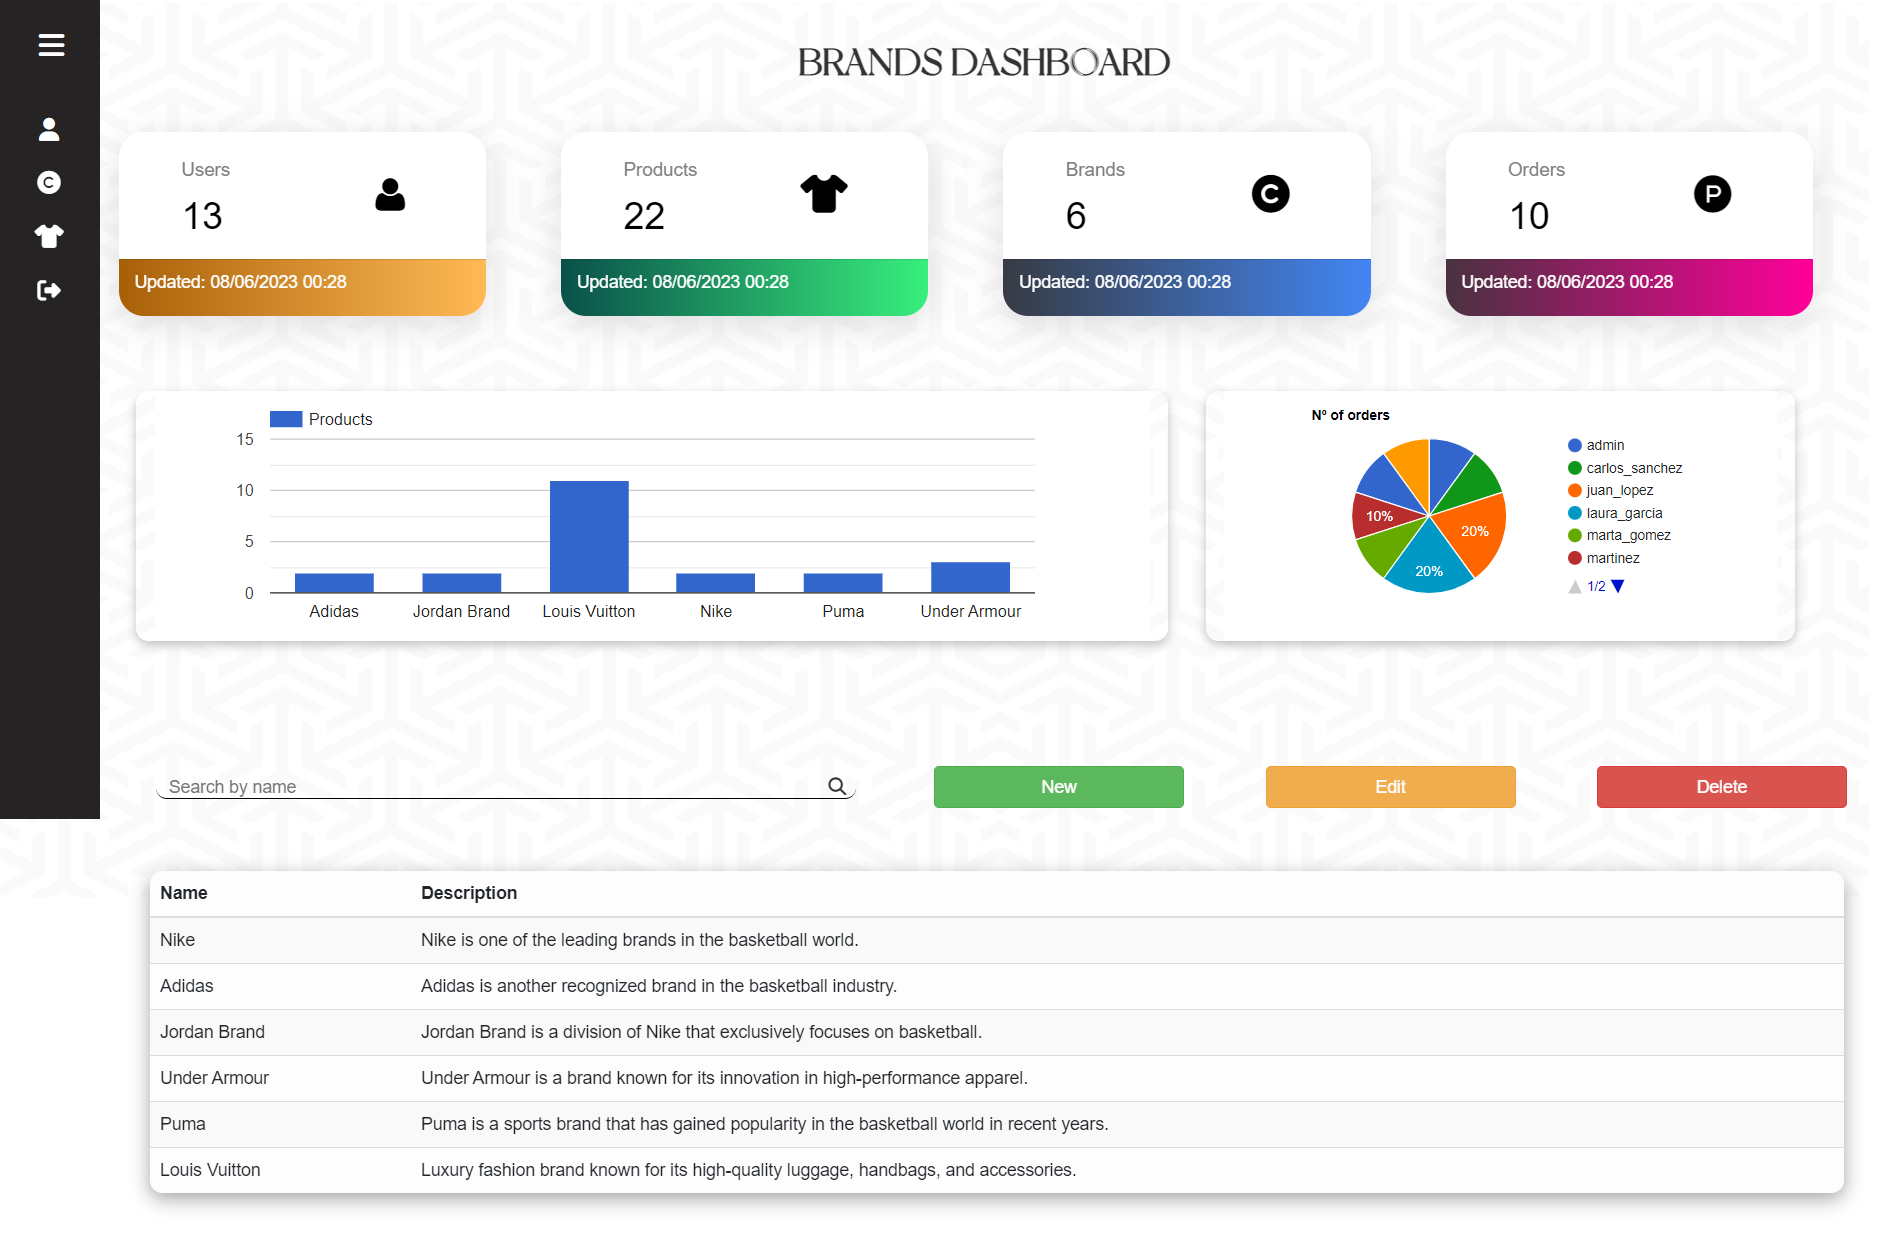 BRANDS DASHBOARD
Users
13
Updated: 08/06/2023 00:28
Products
22
Updated: 08/06/2023 00:28
Brands
6
C
Updated: 08/06/2023 00:28
Orders
10
P
Updated: 08/06/2023 00:28
C
Products
15
10
5
0
Adidas Jordan Brand Louis Vuitton Nike Puma Under Armour
Nº of orders
10%
20%
20%
admin
carlos_sanchez
juan_lopez
laura_garcia
marta_gomez
martinez
1/2
Search by name
New
Edit
Delete
Name Description
Nike Nike is one of the leading brands in the basketball world.
Adidas Adidas is another recognized brand in the basketball industry.
Jordan Brand Jordan Brand is a division of Nike that exclusively focuses on basketball.
Under Armour Under Armour is a brand known for its innovation in high-performance apparel.
Puma Puma is a sports brand that has gained popularity in the basketball world in recent years.
Louis Vuitton Luxury fashion brand known for its high-quality luggage, handbags, and accessories.